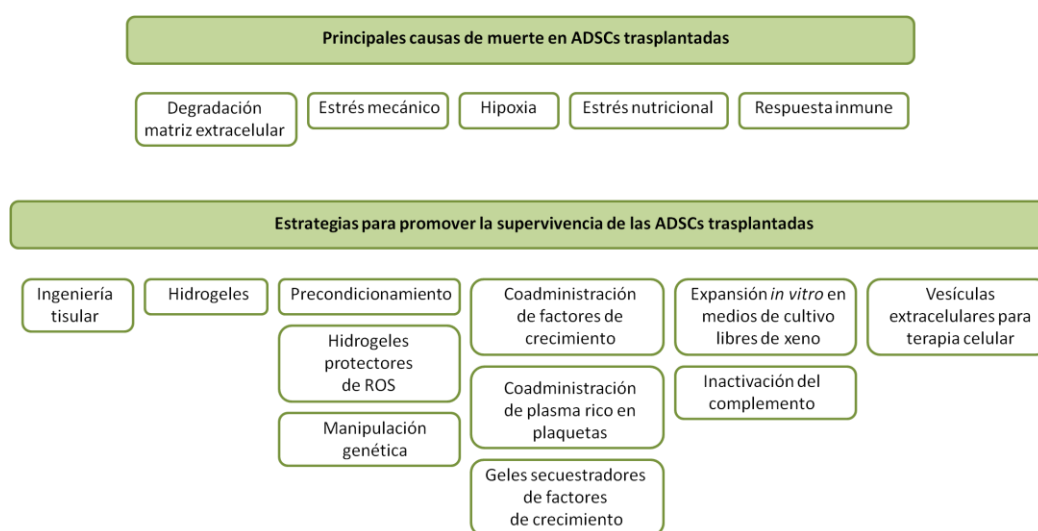 Principales causas de muerte en ADSCs trasplantadas
Degradación
matriz extracelular
Estrés mecánico
Hipoxia
Estrés nutricional
Respuesta inmune
Estrategias para promover la supervivencia de las ADSCs trasplantadas
Ingeniería
tisular
Hidrogeles
Precondicionamiento
Hidrogeles
protectores
de ROS
Manipulación
genética
Coadministración
de factores de
crecimiento
Coadministración
de plasma rico en
plaquetas
Geles secuestradores
de factores
de crecimiento
Expansión in vitro en
medios de cultivo
libres de xeno
Inactivación del
complemento
Vesículas
extracelulares para
terapia celular